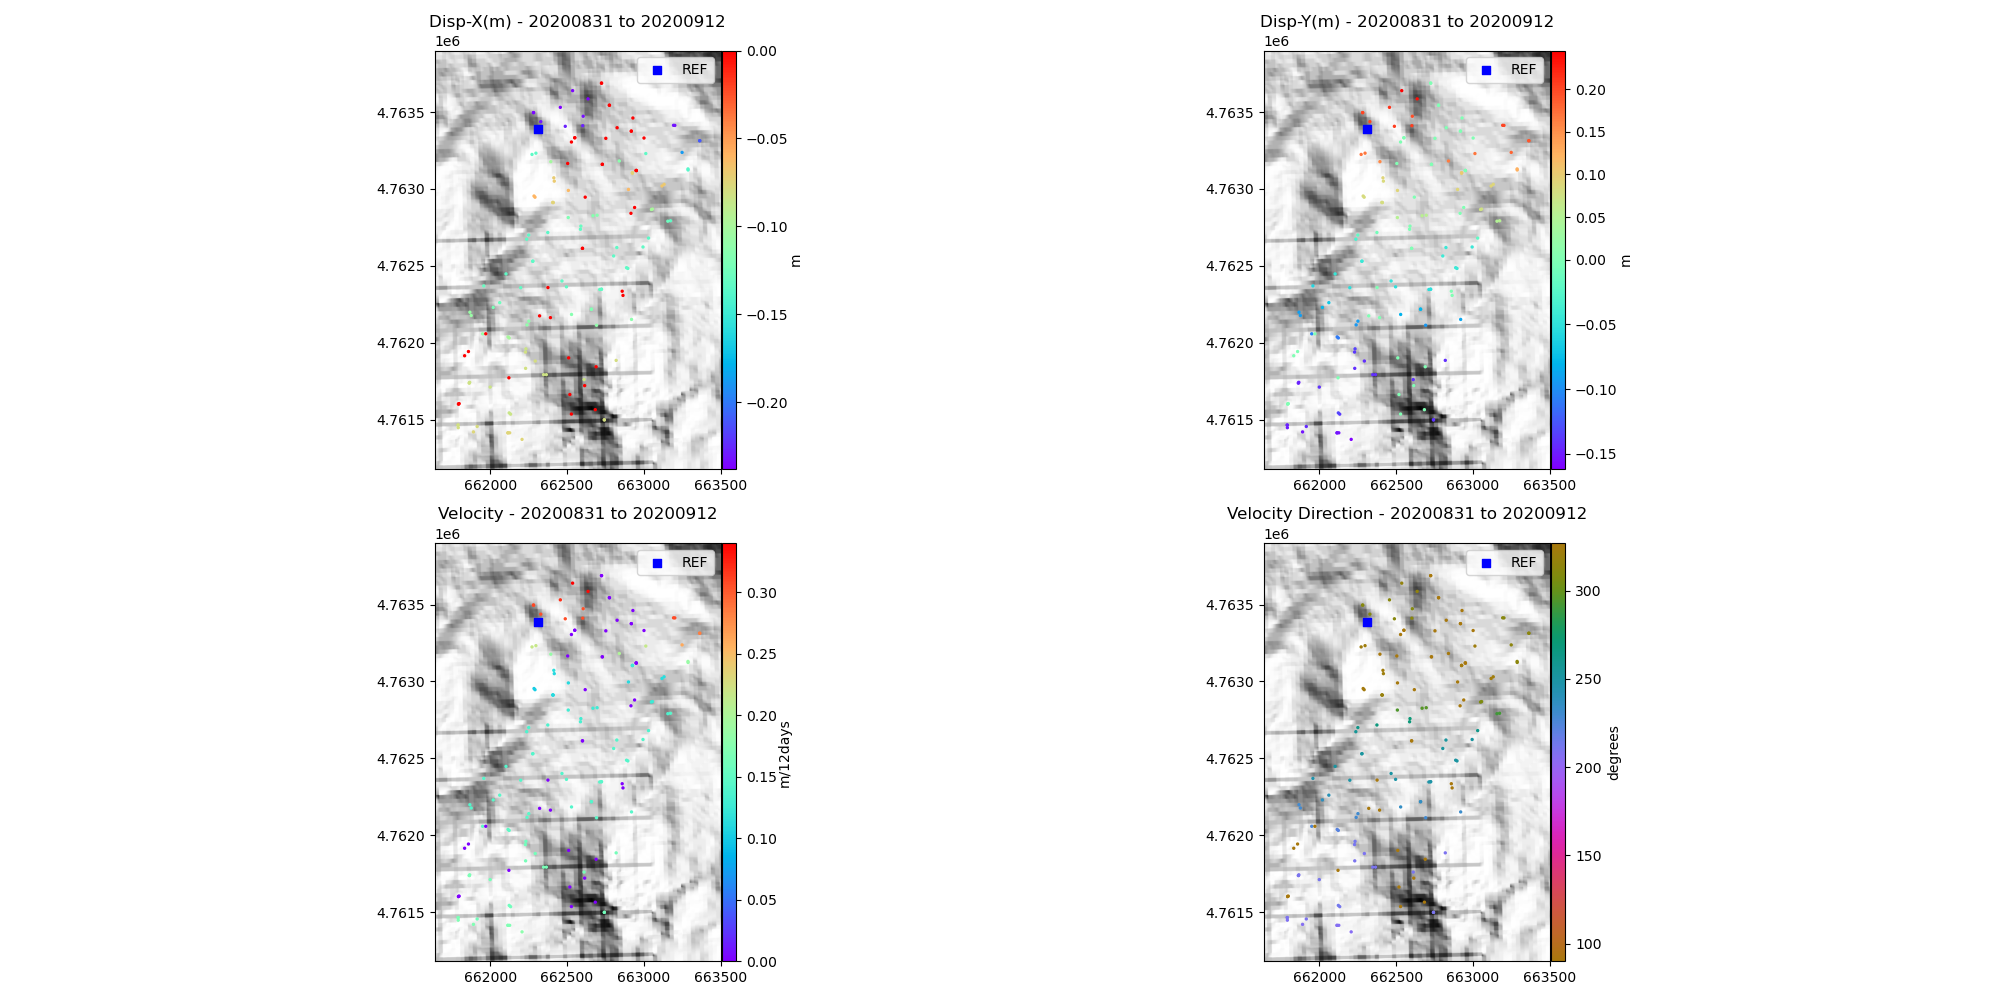 Disp-X(m) - 20200831 to 20200912
1e6
REF
4.7635
4.7630
4.7625
4.7620
4.7615
662000 662500 663000 663500
0.00
−0.05
−0.10
−0.15
−0.20
m
Disp-Y(m) - 20200831 to 20200912
1e6
REF
4.7635
4.7630
4.7625
4.7620
4.7615
662000 662500 663000 663500
0.20
0.15
0.10
0.05
0.00
−0.05
−0.10
−0.15
m
Velocity - 20200831 to 20200912
1e6
REF
4.7635
4.7630
4.7625
4.7620
4.7615
662000 662500 663000 663500
0.30
0.25
0.20
0.15
0.10
0.05
0.00
m/12days
Velocity Direction - 20200831 to 20200912
1e6
REF
4.7635
4.7630
4.7625
4.7620
4.7615
662000 662500 663000 663500
300
250
200
150
100
degrees